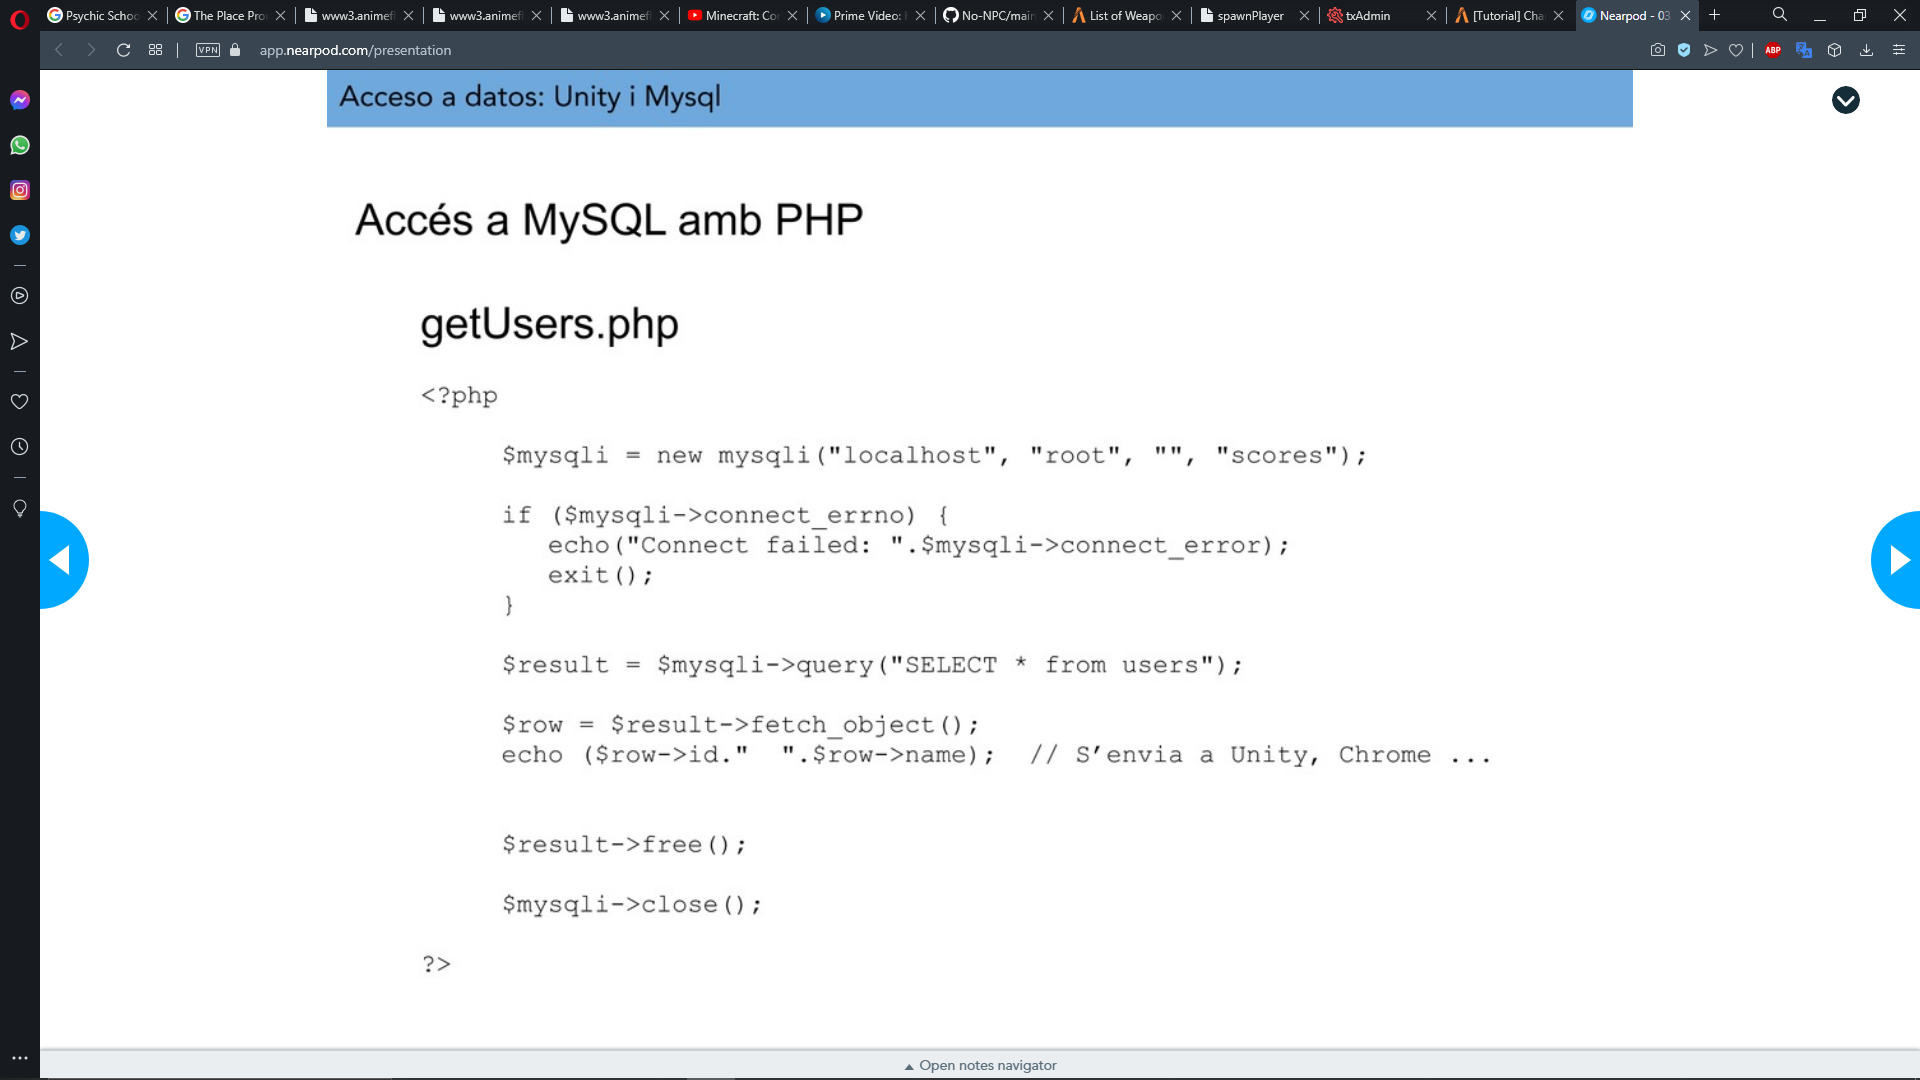 Psychic Schoo
The Place Pro
www3.animefl
www3.animefl
www3.animefl
Minecraft: Co
Prime Video:
No-NPC/main
List of Weapo
spawnPlayer
txAdmin
[Tutorial] Cha
Nearpod - 03
VPN
app.nearpod.com/presentation
ABP
Acceso a datos: Unity i Mysql
Accés a MySQL amb PHP
getUsers.php
<?php
$mysqli = new mysqli("localhost", "root", "", "scores");
if ($mysqli->connect_errno) {
echo("Connect failed: ".$mysqli->connect_error);
exit();
}
$result = $mysqli->query("SELECT * from users");
$row = $result->fetch_object();
echo ($row->id."  ".$row->name);  // S’envia a Unity, Chrome ...
$result->free();
$mysqli->close();
?>
Open notes navigator